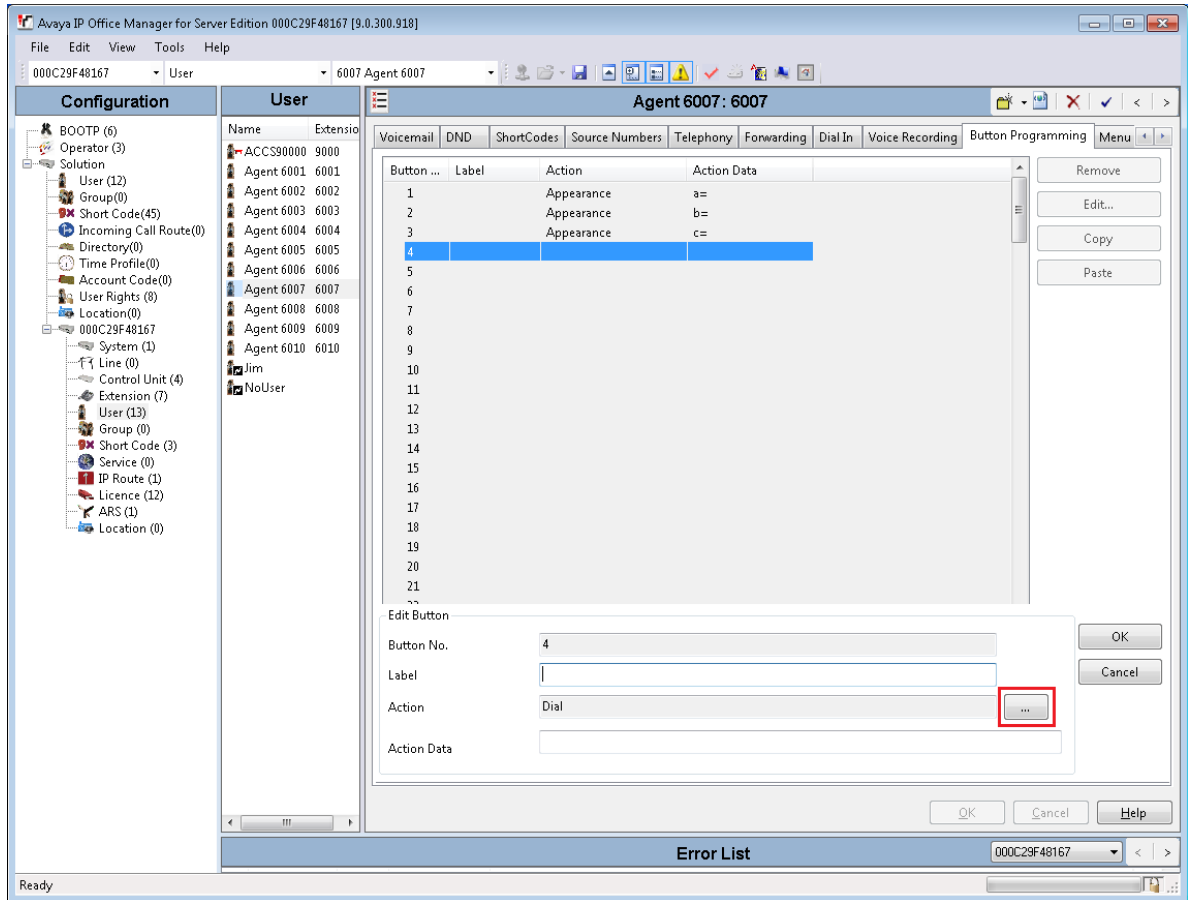 Avaya IP Office Manager for Server Edition 000C29F48167 [9.0.300.918]
File Edit View Tools Help
000C29F48167 User 6007 Agent 6007
Configuration
BOOTP (6)
Operator (3)
Solution
User (12)
Group(0)
Short Code(45)
Incoming Call Route(0)
Directory(0)
Time Profile(0)
Account Code(0)
User Rights (8)
Location(0)
000C29F48167
System (1)
Line (0)
Control Unit (4)
Extension (7)
User (13)
Group (0)
Short Code (3)
Service (0)
IP Route (1)
Licence (12)
ARS (1)
Location (0)
User
Name Extensio
ACCS90000 9000
Agent 6001 6001
Agent 6002 6002
Agent 6003 6003
Agent 6004 6004
Agent 6005 6005
Agent 6006 6006
Agent 6007 6007
Agent 6008 6008
Agent 6009 6009
Agent 6010 6010
Jim
NoUser
Agent 6007: 6007
Voicemail DND ShortCodes Source Numbers Telephony Forwarding Dial In Voice Recording Button Programming Menu
Button ... Label Action Action Data
1 Appearance a=
2 Appearance b=
3 Appearance c=
4
5
6
7
8
9
10
11
12
13
14
15
16
17
18
19
20
21
Remove
Edit...
Copy
Paste
Edit Button
Button No. 4
Label
Action Dial ...
Action Data
OK
Cancel
OK Cancel Help
Error List 000C29F48167
Ready